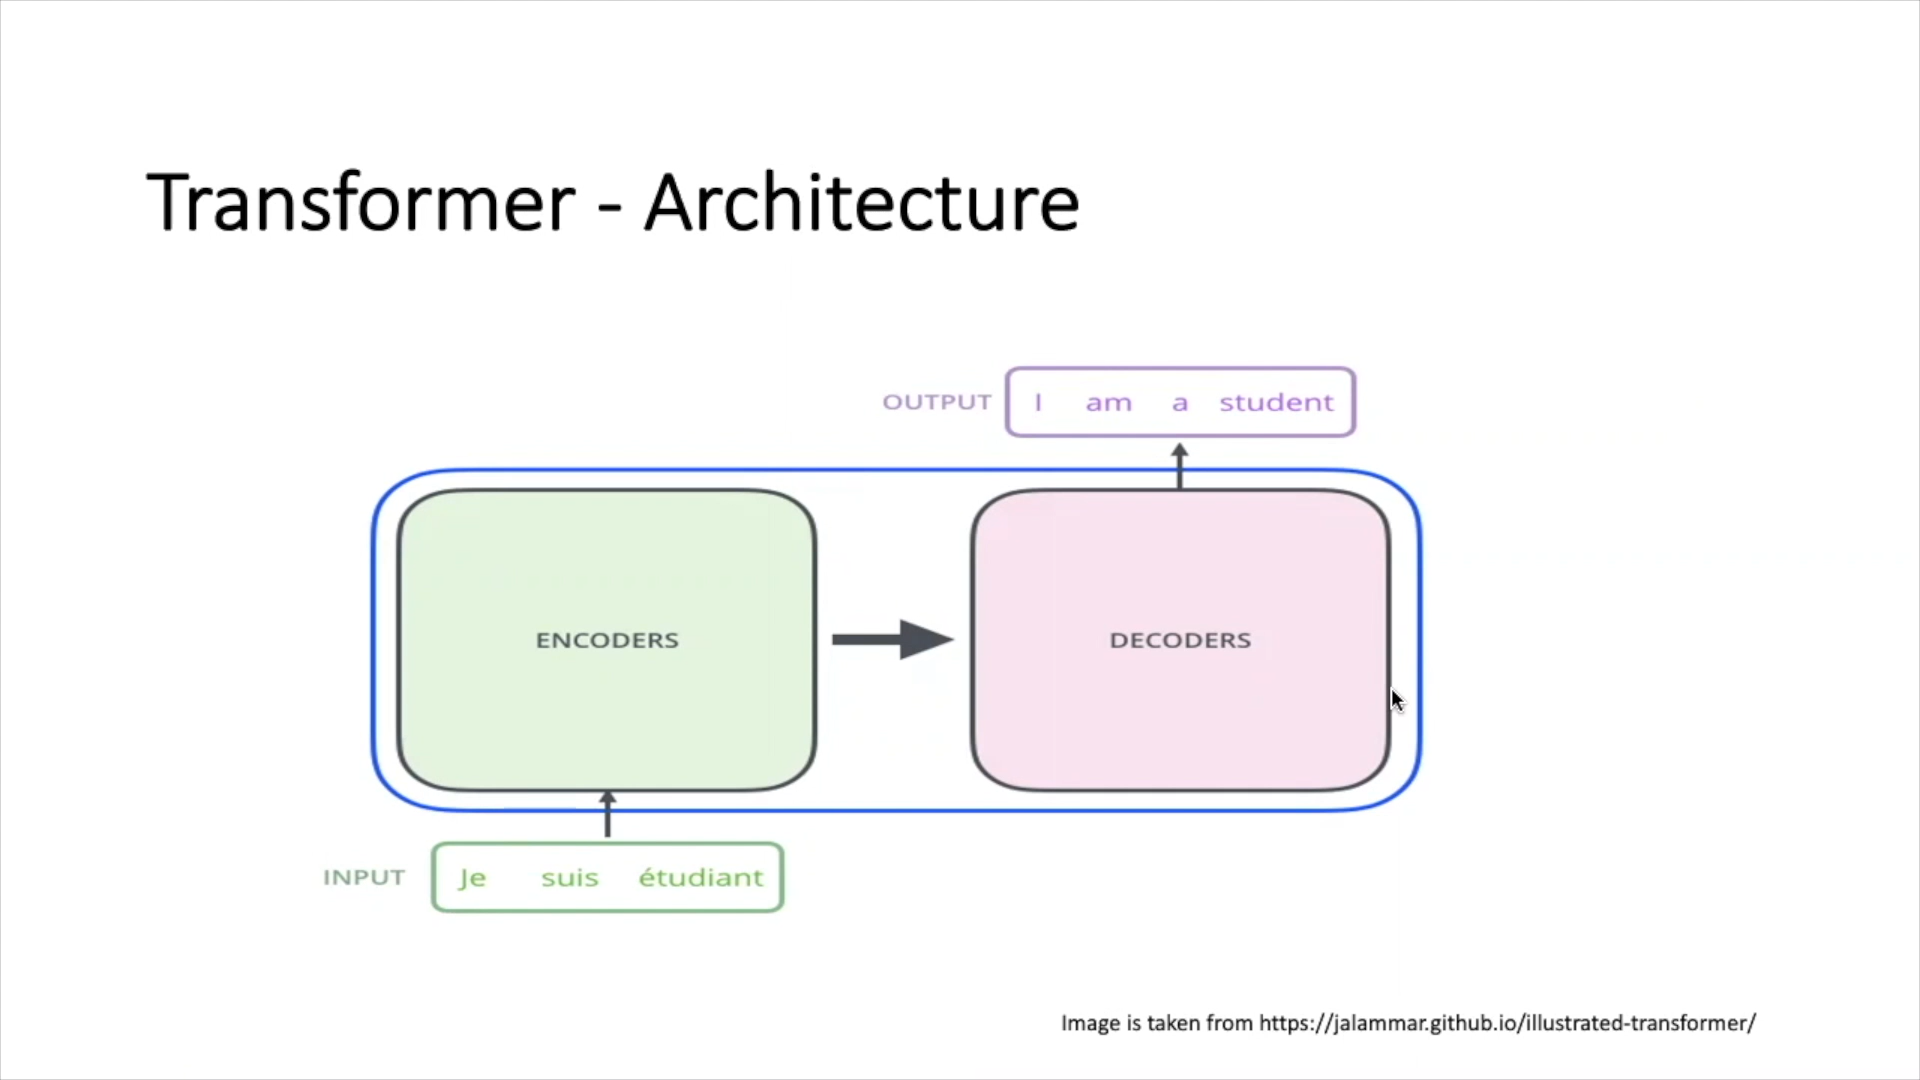 Transformer - Architecture
OUTPUT I am a student
ENCODERS
DECODERS
INPUT Je suis étudiant
Image is taken from https://jalammar.github.io/illustrated-transformer/